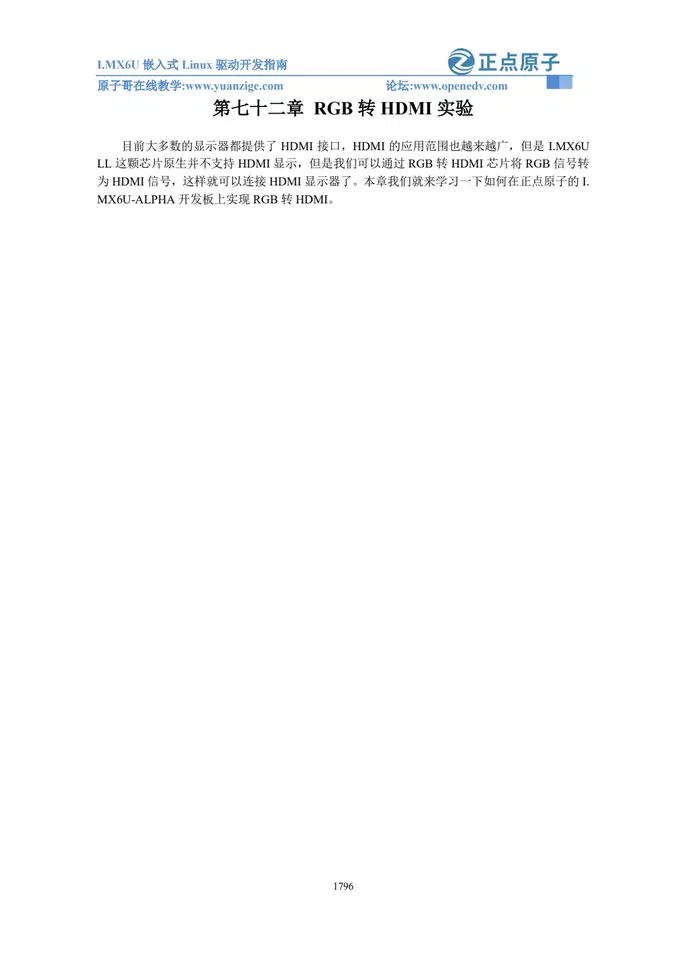 I.MX6U 嵌入式 Linux 驱动开发指南
正点原子
原子哥在线教学:www.yuanzige.com 论坛:www.openedv.com
第七十二章 RGB 转 HDMI 实验
目前大多数的显示器都提供了 HDMI 接口，HDMI 的应用范围也越来越广，但是 I.MX6U
LL 这颗芯片原生并不支持 HDMI 显示，但是我们可以通过 RGB 转 HDMI 芯片将 RGB 信号转
为 HDMI 信号，这样就可以连接 HDMI 显示器了。本章我们就来学习一下如何在正点原子的 I.
MX6U-ALPHA 开发板上实现 RGB 转 HDMI。
1796